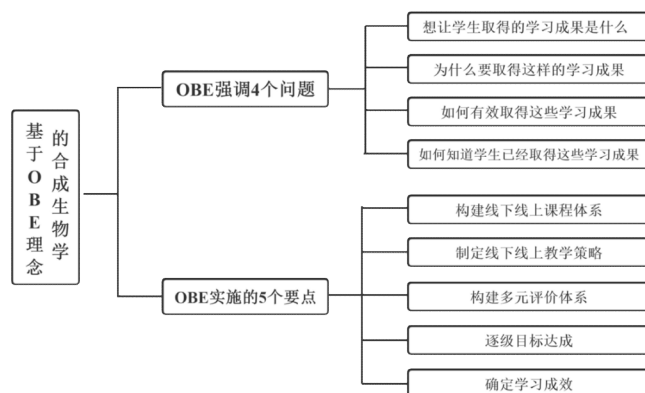 基于OBE理念
的合成生物学
OBE强调4个问题
想让学生取得的学习成果是什么
为什么要取得这样的学习成果
如何有效取得这些学习成果
如何知道学生已经取得这些学习成果
OBE实施的5个要点
构建线下线上课程体系
制定线下线上教学策略
构建多元评价体系
逐级目标达成
确定学习成效